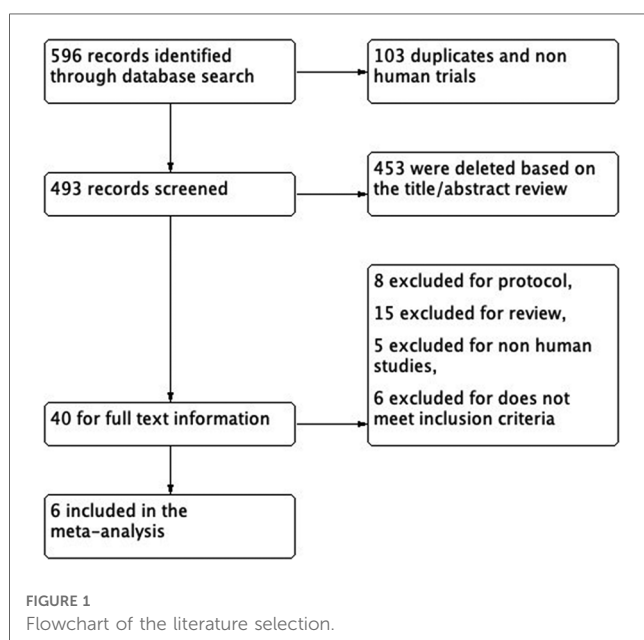 596 records identified
through database search
103 duplicates and non
human trials
493 records screened
453 were deleted based on
the title/abstract review
8 excluded for protocol,
15 excluded for review,
5 excluded for non human
studies,
6 excluded for does not
meet inclusion criteria
40 for full text information
6 included in the
meta-analysis
FIGURE 1
Flowchart of the literature selection.